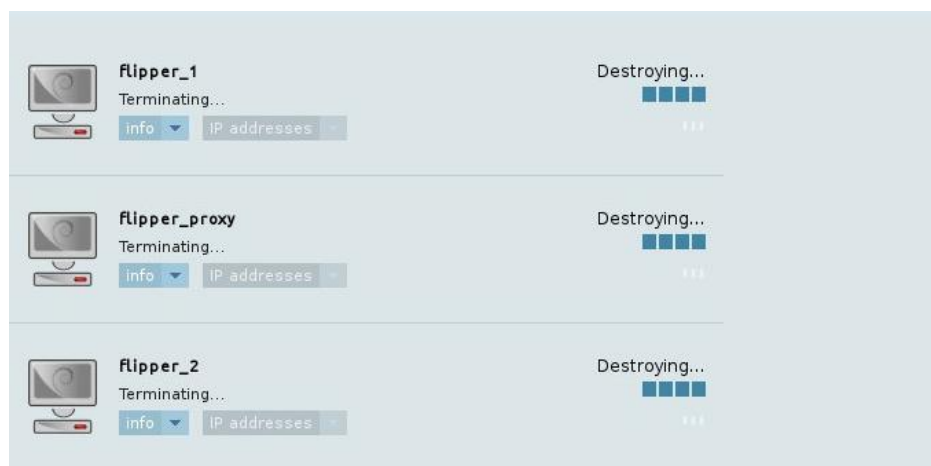 flipper_1
Destroying...
Terminating...
info IP addresses
flipper_proxy
Destroying...
Terminating...
info IP addresses
flipper_2
Destroying...
Terminating...
info IP addresses